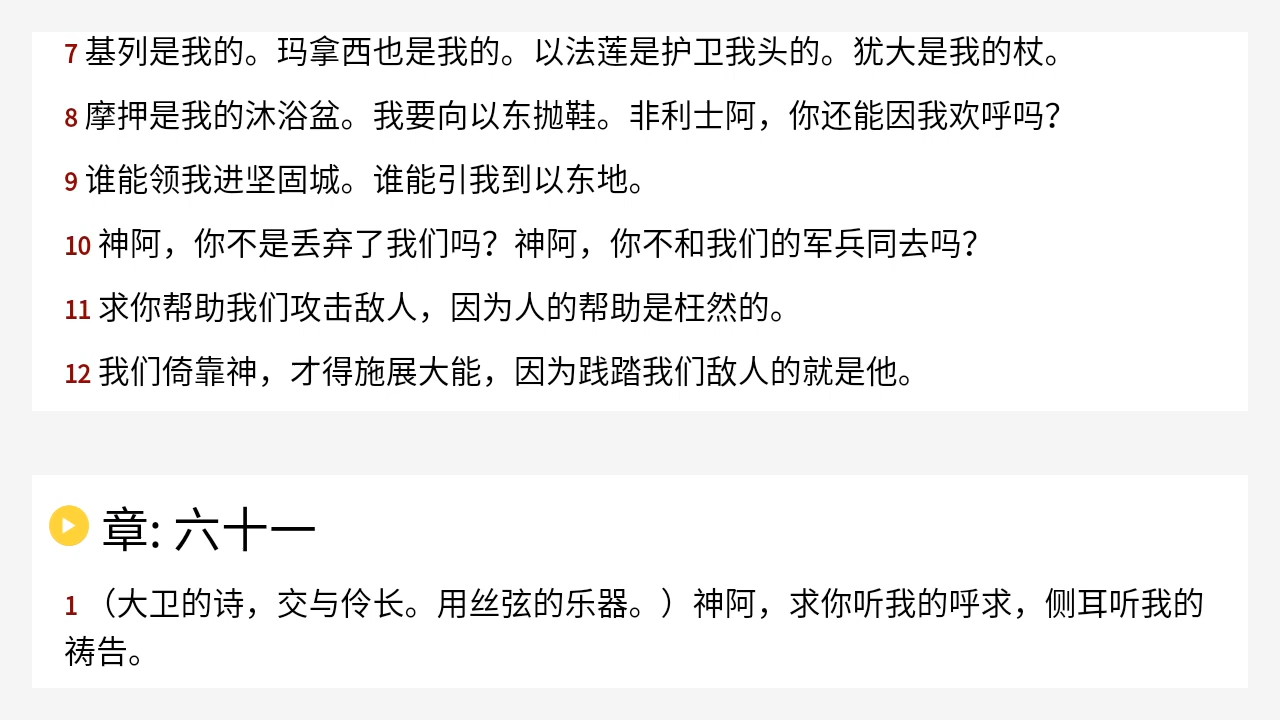 7 基列是我的。玛拿西也是我的。以法莲是护卫我头的。犹大是我的杖。
8 摩押是我的沐浴盆。我要向以东抛鞋。非利士阿，你还能因我欢呼吗？
9 谁能领我进坚固城。谁能引我到以东地。
10 神阿，你不是丢弃了我们吗？神阿，你不和我们的军兵同去吗？
11 求你帮助我们攻击敌人，因为人的帮助是枉然的。
12 我们倚靠神，才得施展大能，因为践踏我们敌人的就是他。
章: 六十一
1 （大卫的诗，交与伶长。用丝弦的乐器。）神阿，求你听我的呼求，侧耳听我的
祷告。